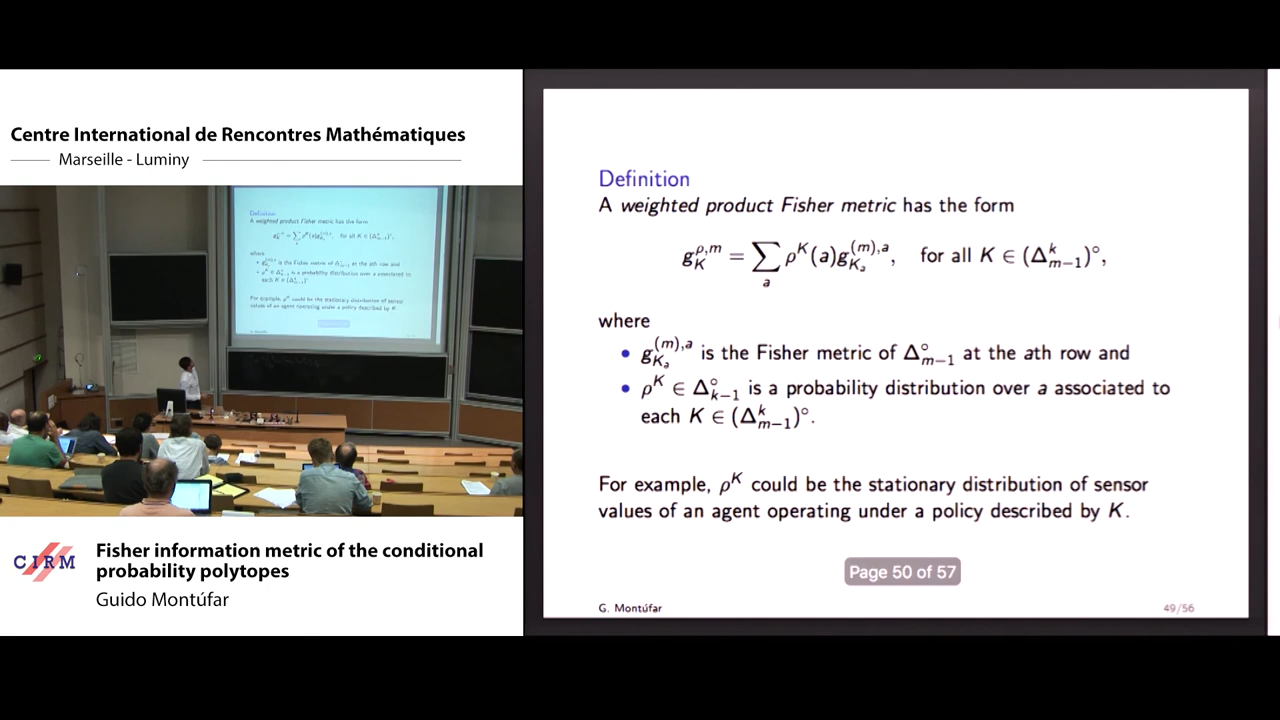 Centre International de Rencontres Mathématiques
Marseille - Luminy
Definition
A weighted product Fisher metric has the form
g_K^{ρ,m} = ∑_a ρ^K(a) g_{K_a}^{(m),a}, for all K ∈ (Δ_{m−1}^k)°,
where
• g_{K_a}^{(m),a} is the Fisher metric of Δ°_{m−1} at the ath row and
• ρ^K ∈ Δ°_{k−1} is a probability distribution over a associated to
each K ∈ (Δ_{m−1}^k)°.
For example, ρ^K could be the stationary distribution of sensor
values of an agent operating under a policy described by K.
Page 50 of 57
G. Montúfar
49/56
CIRM
Fisher information metric of the conditional
probability polytopes
Guido Montúfar